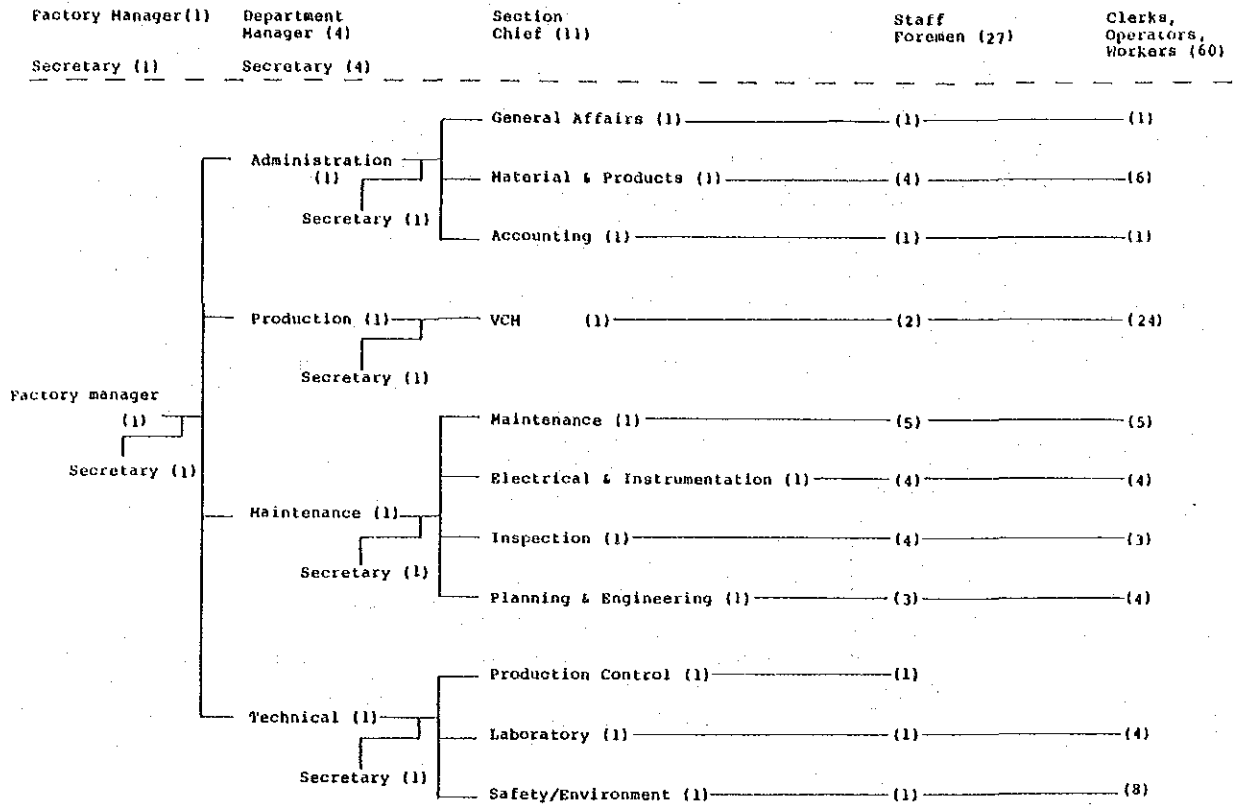 Factory Manager(1) Department Section Staff Clerks,
Manager (4) Chief (11) Foremen (27) Operators,
Workers (60)
Secretary (1) Secretary (4)
General Affairs (1) (1) (1)
Administration
(1)
Material & Products (1) (4) (6)
Secretary (1)
Accounting (1) (1) (1)
Production (1) VCM (1) (2) (24)
Secretary (1)
Factory manager
(1)
Maintenance (1) (5) (5)
Secretary (1)
Electrical & Instrumentation (1) (4) (4)
Maintenance (1)
Inspection (1) (4) (3)
Secretary (1)
Planning & Engineering (1) (3) (4)
Production Control (1) (1)
Technical (1)
Laboratory (1) (1) (4)
Secretary (1)
Safety/Environment (1) (1) (8)